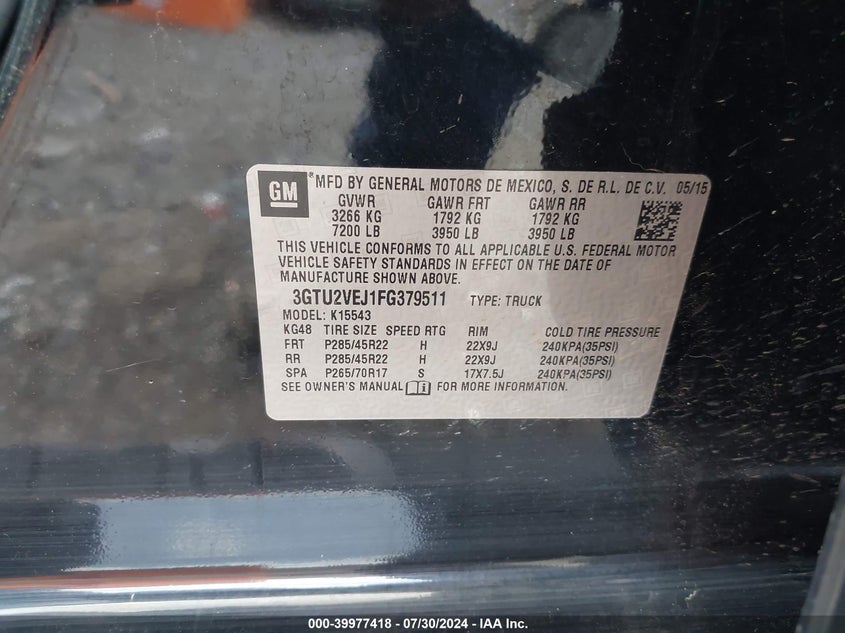 GM ® MFD BY GENERAL MOTORS DE MEXICO, S. DE R.L. DE C.V. 05/15
GVWR GAWR FRT GAWR RR
3266 KG 1792 KG 1792 KG
7200 LB 3950 LB 3950 LB
THIS VEHICLE CONFORMS TO ALL APPLICABLE U.S. FEDERAL MOTOR
VEHICLE SAFETY STANDARDS IN EFFECT ON THE DATE OF
MANUFACTURE SHOWN ABOVE.
3GTU2VEJ1FG379511 TYPE: TRUCK
MODEL: K15543
KG48 TIRE SIZE SPEED RTG RIM COLD TIRE PRESSURE
FRT P285/45R22 H 22X9J 240KPA(35PSI)
RR P285/45R22 H 22X9J 240KPA(35PSI)
SPA P265/70R17 S 17X7.5J 240KPA(35PSI)
SEE OWNER'S MANUAL FOR MORE INFORMATION.
000-39977418 / 07/30/2024 - IAA Inc.